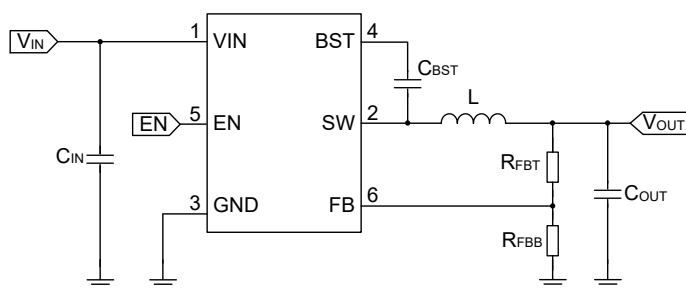 VIN
1
VIN
BST
4
CBST
L
EN
5
EN
SW
2
VOUT
CIN
RFBT
COUT
3
GND
FB
6
RFBB